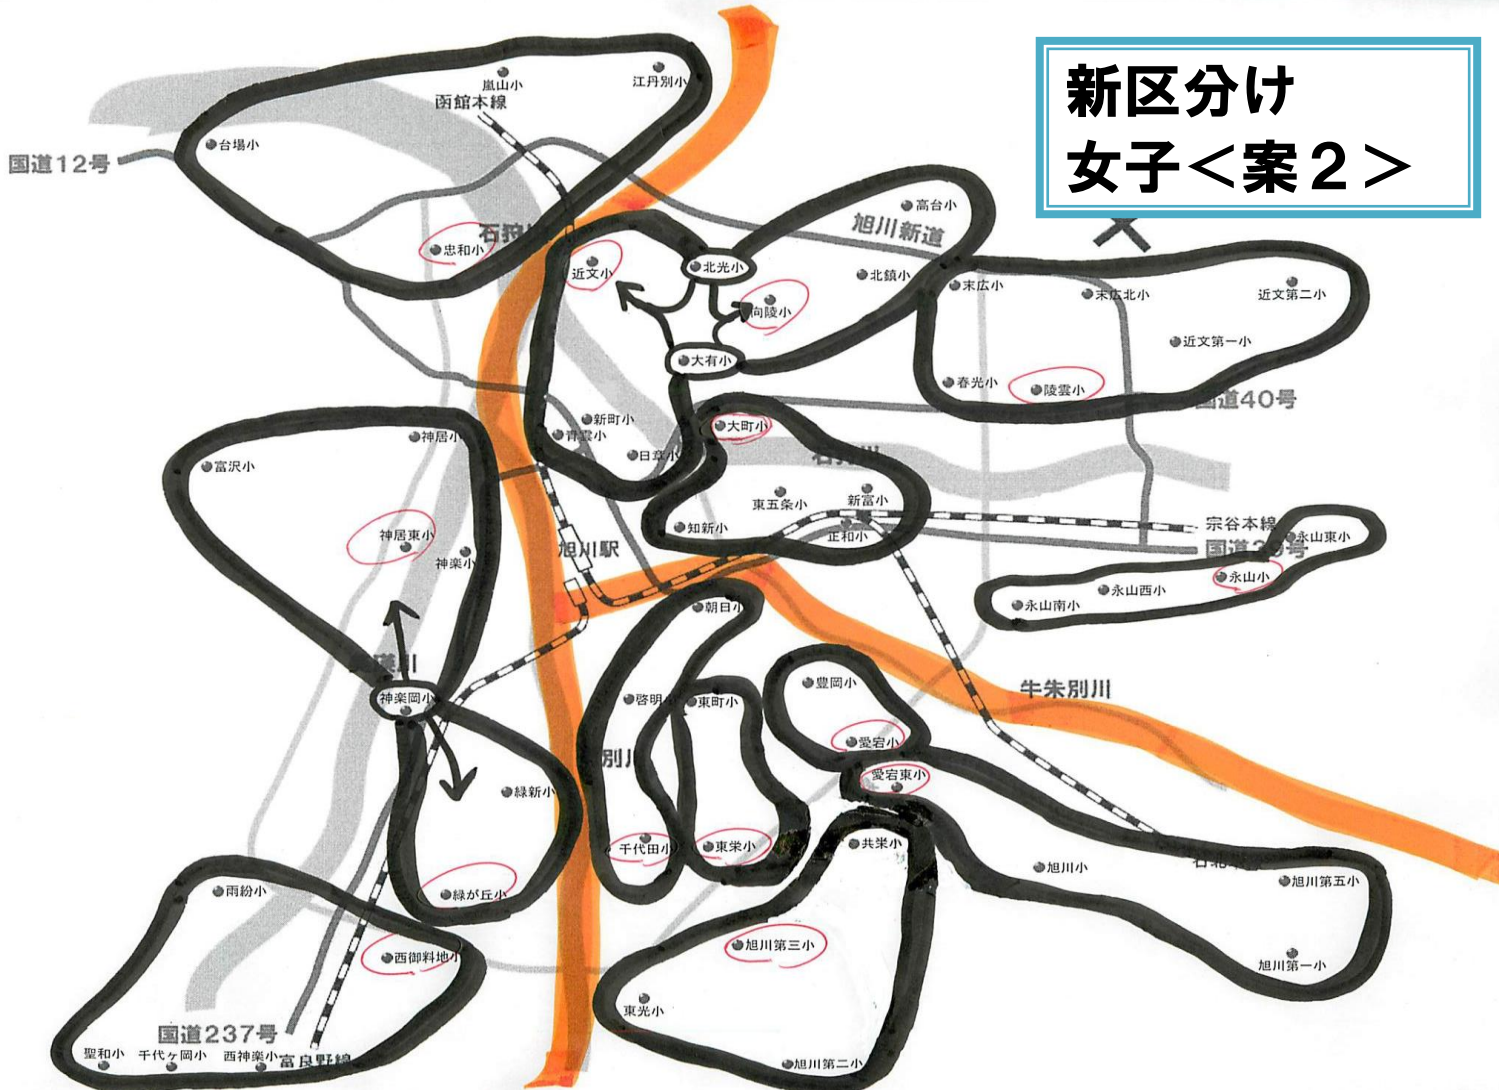 新区分け
女子＜案２＞
嵐山小
江丹別小
函館本線
台場小
国道12号
忠和小
近文小
北光小
高台小
旭川新道
北鎮小
向陵小
大有小
末広小
末広北小
近文第二小
近文第一小
春光小
陵雲小
国道40号
新町小
青雲小
日章小
大町小
東五条小
新富小
知新小
正和小
宗谷本線
国道39号
永山東小
永山小
永山西小
永山南小
神居小
富沢小
神居東小
神楽小
旭川駅
朝日小
牛朱別川
神楽岡小
啓明小
東町小
豊岡小
愛宕小
愛宕東小
別川
緑新小
千代田小
東栄小
共栄小
旭川小
旭川第五小
緑が丘小
雨紛小
西御料地小
旭川第三小
旭川第一小
東光小
国道237号
聖和小
千代ヶ岡小
西神楽小
富良野線
旭川第二小